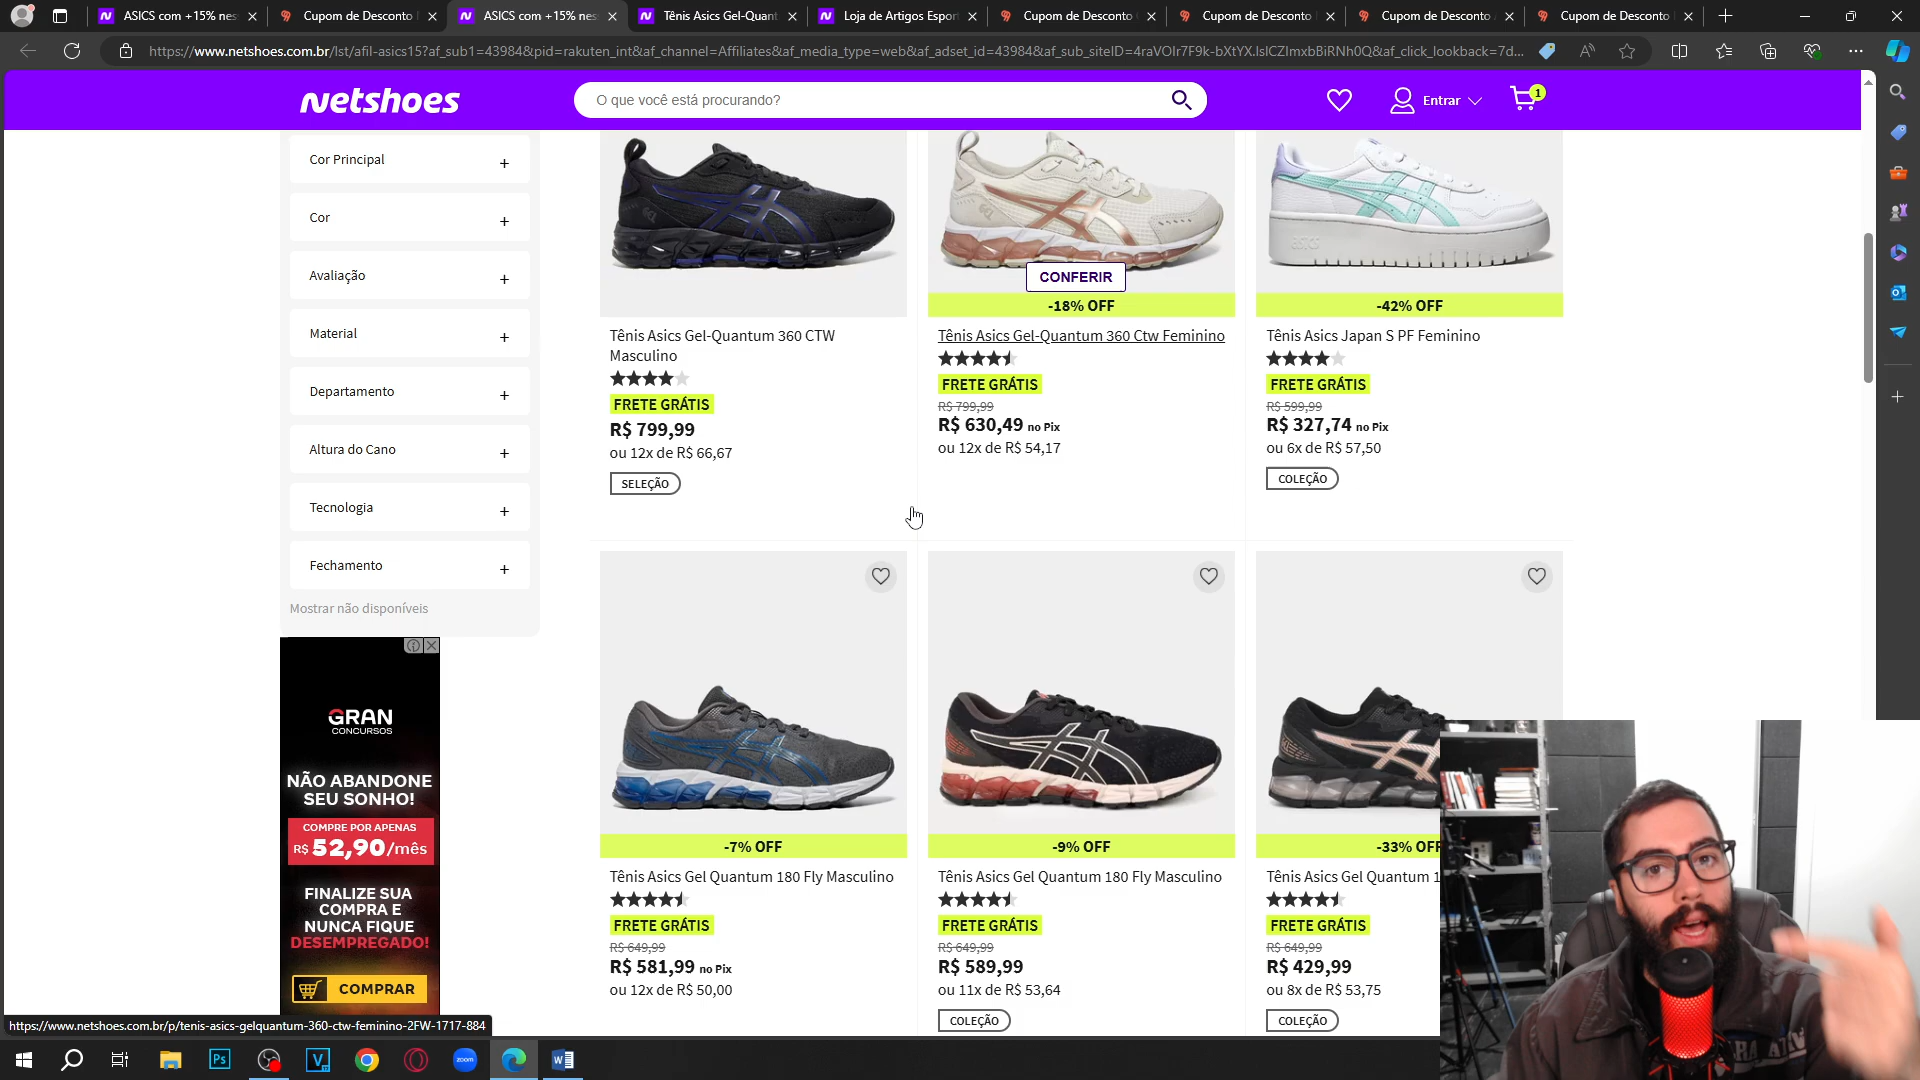 ASICS com +15% nes
Cupom de Desconto
ASICS com +15% nes
Tênis Asics Gel-Quant
Loja de Artigos Espor
Cupom de Desconto
Cupom de Desconto
Cupom de Desconto
Cupom de Desconto
https://www.netshoes.com.br/lst/afil-asics15?af_sub1=43984&pid=rakuten_int&af_channel=Affiliates&af_media_type=web&af_adset_id=43984&af_sub_siteID=4raVOIr7F9k-bXtYX.lslCZlmxbBiRNh0Q&af_click_lookback=7d...
netshoes
O que você está procurando?
Entrar
1
Cor Principal +
Cor +
Avaliação +
Material +
Departamento +
Altura do Cano +
Tecnologia +
Fechamento +
Mostrar não disponíveis
GRAN
CONCURSOS
NÃO ABANDONE
SEU SONHO!
COMPRE POR APENAS
R$ 52,90/mês
FINALIZE SUA
COMPRA E
NUNCA FIQUE
DESEMPREGADO!
COMPRAR
Tênis Asics Gel-Quantum 360 CTW
Masculino
FRETE GRÁTIS
R$ 799,99
ou 12x de R$ 66,67
SELEÇÃO
CONFERIR
-18% OFF
Tênis Asics Gel-Quantum 360 Ctw Feminino
FRETE GRÁTIS
R$ 799,99
R$ 630,49 no Pix
ou 12x de R$ 54,17
asics
-42% OFF
Tênis Asics Japan S PF Feminino
FRETE GRÁTIS
R$ 599,99
R$ 327,74 no Pix
ou 6x de R$ 57,50
COLEÇÃO
-7% OFF
Tênis Asics Gel Quantum 180 Fly Masculino
FRETE GRÁTIS
R$ 649,99
R$ 581,99 no Pix
ou 12x de R$ 50,00
-9% OFF
Tênis Asics Gel Quantum 180 Fly Masculino
FRETE GRÁTIS
R$ 649,99
R$ 589,99
ou 11x de R$ 53,64
COLEÇÃO
-33% OFF
Tênis Asics Gel Quantum 1
FRETE GRÁTIS
R$ 649,99
R$ 429,99
ou 8x de R$ 53,75
COLEÇÃO
https://www.netshoes.com.br/p/tenis-asics-gelquantum-360-ctw-feminino-2FW-1717-884
Ps
V
zoom
W